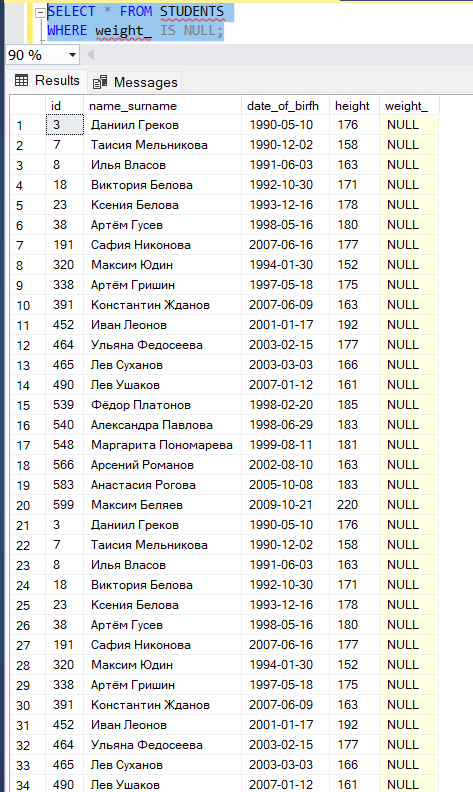 SELECT * FROM STUDENTS
WHERE weight_ IS NULL;
90 %
Results Messages
id name_surname date_of_birfh height weight_
1 3 Даниил Греков 1990-05-10 176 NULL
2 7 Таисия Мельникова 1990-12-02 158 NULL
3 8 Илья Власов 1991-06-03 163 NULL
4 18 Виктория Белова 1992-10-30 171 NULL
5 23 Ксения Белова 1993-12-16 178 NULL
6 38 Артём Гусев 1998-05-16 180 NULL
7 191 Сафия Никонова 2007-06-16 177 NULL
8 320 Максим Юдин 1994-01-30 152 NULL
9 338 Артём Гришин 1997-05-18 175 NULL
10 391 Константин Жданов 2007-06-09 163 NULL
11 452 Иван Леонов 2001-01-17 192 NULL
12 464 Ульяна Федосеева 2003-02-15 177 NULL
13 465 Лев Суханов 2003-03-03 166 NULL
14 490 Лев Ушаков 2007-01-12 161 NULL
15 539 Фёдор Платонов 1998-02-20 185 NULL
16 540 Александра Павлова 1998-06-29 183 NULL
17 548 Маргарита Пономарева 1999-08-11 181 NULL
18 566 Арсений Романов 2002-08-10 163 NULL
19 583 Анастасия Рогова 2005-10-08 183 NULL
20 599 Максим Беляев 2009-10-21 220 NULL
21 3 Даниил Греков 1990-05-10 176 NULL
22 7 Таисия Мельникова 1990-12-02 158 NULL
23 8 Илья Власов 1991-06-03 163 NULL
24 18 Виктория Белова 1992-10-30 171 NULL
25 23 Ксения Белова 1993-12-16 178 NULL
26 38 Артём Гусев 1998-05-16 180 NULL
27 191 Сафия Никонова 2007-06-16 177 NULL
28 320 Максим Юдин 1994-01-30 152 NULL
29 338 Артём Гришин 1997-05-18 175 NULL
30 391 Константин Жданов 2007-06-09 163 NULL
31 452 Иван Леонов 2001-01-17 192 NULL
32 464 Ульяна Федосеева 2003-02-15 177 NULL
33 465 Лев Суханов 2003-03-03 166 NULL
34 490 Лев Ушаков 2007-01-12 161 NULL